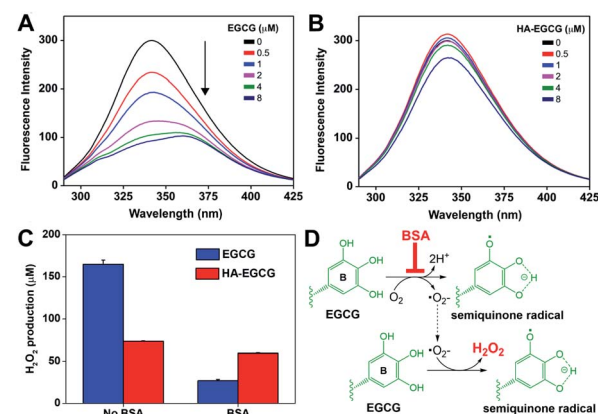 A
EGCG (μM)
0
0.5
1
2
4
8
Fluorescence Intensity
300
200
100
0
300
325
350
375
400
425
Wavelength (nm)
B
HA-EGCG (μM)
0
0.5
1
2
4
8
Fluorescence Intensity
300
200
100
0
300
325
350
375
400
425
Wavelength (nm)
C
EGCG
HA-EGCG
H₂O₂ production (μM)
200
150
100
50
0
No BSA
BSA
D
BSA
OH
OH
OH
B
EGCG
2H⁺
O₂
•O₂-
O
O
O
H
semiquinone radical
•O₂-
H₂O₂
OH
OH
OH
B
EGCG
O
O
O
H
semiquinone radical